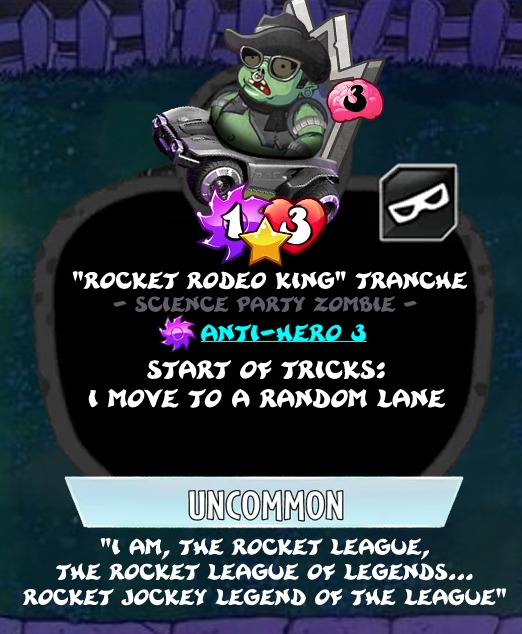 3
1 3
"ROCKET RODEO KING" TRANCHE
- SCIENCE PARTY ZOMBIE -
ANTI-HERO 3
START OF TRICKS:
I MOVE TO A RANDOM LANE
UNCOMMON
"I AM, THE ROCKET LEAGUE,
THE ROCKET LEAGUE OF LEGENDS...
ROCKET JOCKEY LEGEND OF THE LEAGUE"